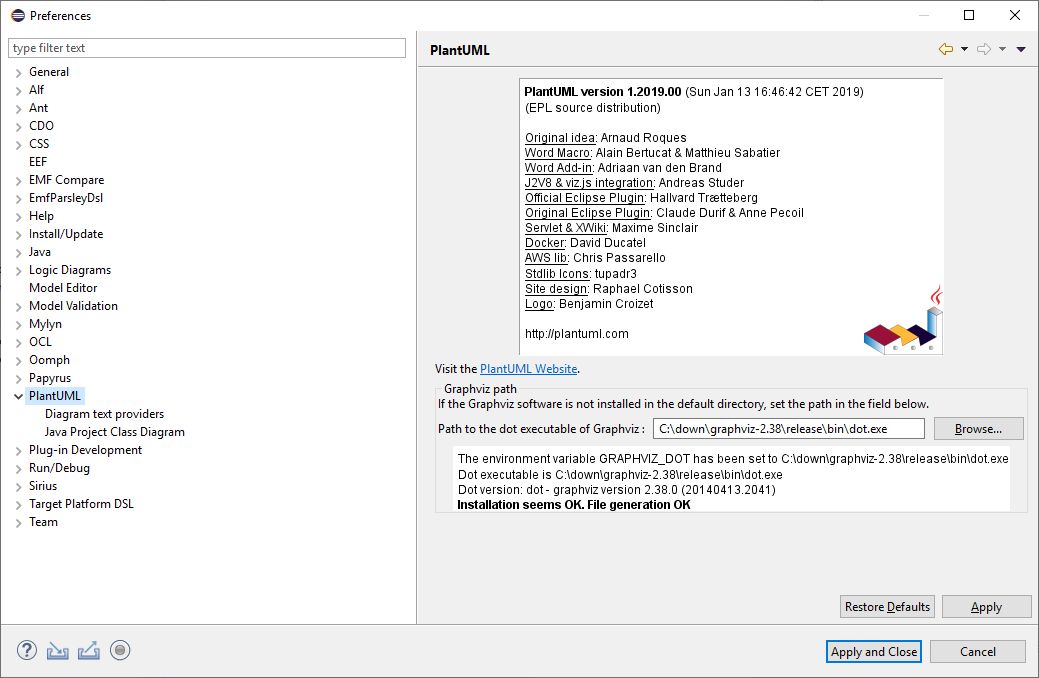 Preferences
type filter text
General
Alf
Ant
CDO
CSS
EEF
EMF Compare
EmfParsleyDsl
Help
Install/Update
Java
Logic Diagrams
Model Editor
Model Validation
Mylyn
OCL
Oomph
Papyrus
PlantUML
Diagram text providers
Java Project Class Diagram
Plug-in Development
Run/Debug
Sirius
Target Platform DSL
Team
PlantUML
PlantUML version 1.2019.00 (Sun Jan 13 16:46:42 CET 2019)
(EPL source distribution)
Original idea: Arnaud Roques
Word Macro: Alain Bertucat & Matthieu Sabatier
Word Add-in: Adriaan van den Brand
J2V8 & viz.js integration: Andreas Studer
Official Eclipse Plugin: Hallvard Trætteberg
Original Eclipse Plugin: Claude Durif & Anne Pecoil
Servlet & XWiki: Maxime Sinclair
Docker: David Ducatel
AWS lib: Chris Passarello
Stdlib Icons: tupadr3
Site design: Raphael Cotisson
Logo: Benjamin Croizet
http://plantuml.com
Visit the PlantUML Website.
Graphviz path
If the Graphviz software is not installed in the default directory, set the path in the field below.
Path to the dot executable of Graphviz : C:\down\graphviz-2.38\release\bin\dot.exe Browse...
The environment variable GRAPHVIZ_DOT has been set to C:\down\graphviz-2.38\release\bin\dot.exe
Dot executable is C:\down\graphviz-2.38\release\bin\dot.exe
Dot version: dot - graphviz version 2.38.0 (20140413.2041)
Installation seems OK. File generation OK
Restore Defaults Apply
Apply and Close Cancel